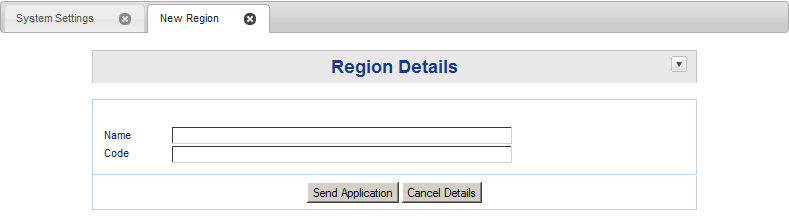 System Settings New Region
Region Details
Name
Code
Send Application Cancel Details